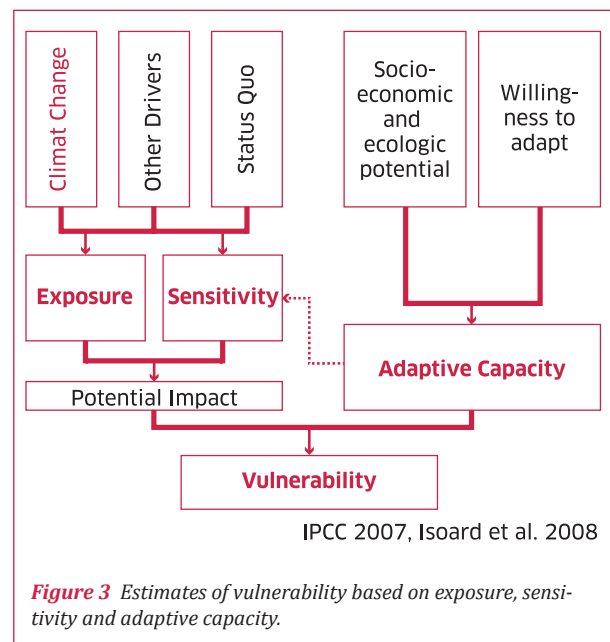 Climat Change
Other Drivers
Status Quo
Socio-
economic
and
ecologic
potential
Willing-
ness to
adapt
Exposure
Sensitivity
Adaptive Capacity
Potential Impact
Vulnerability
IPCC 2007, Isoard et al. 2008
Figure 3 Estimates of vulnerability based on exposure, sensi-
tivity and adaptive capacity.